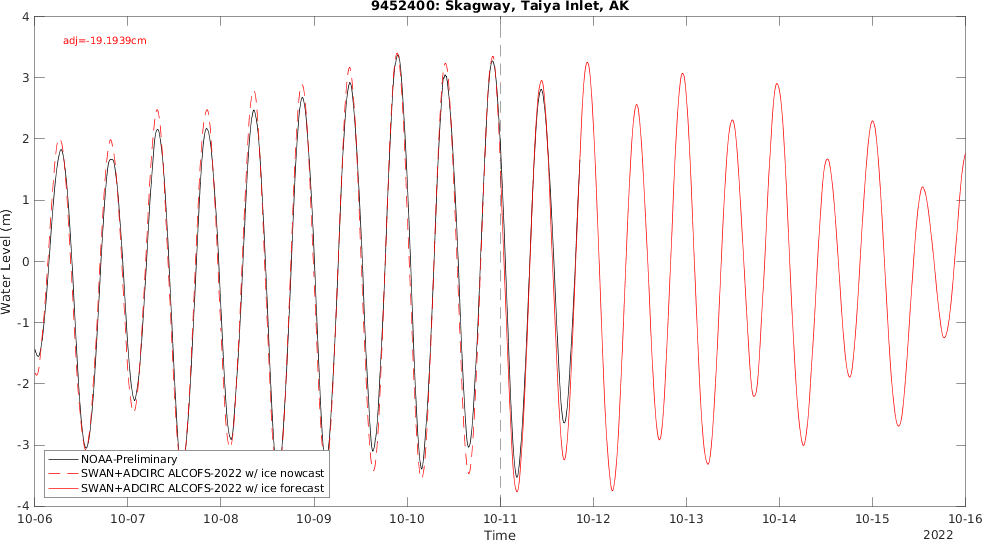 9452400: Skagway, Taiya Inlet, AK
adj=-19.1939cm
Water Level (m)
4
3
2
1
0
-1
-2
-3
-4
NOAA-Preliminary
SWAN+ADCIRC ALCOFS-2022 w/ ice nowcast
SWAN+ADCIRC ALCOFS-2022 w/ ice forecast
10-06 10-07 10-08 10-09 10-10 10-11 10-12 10-13 10-14 10-15 10-16
Time
2022